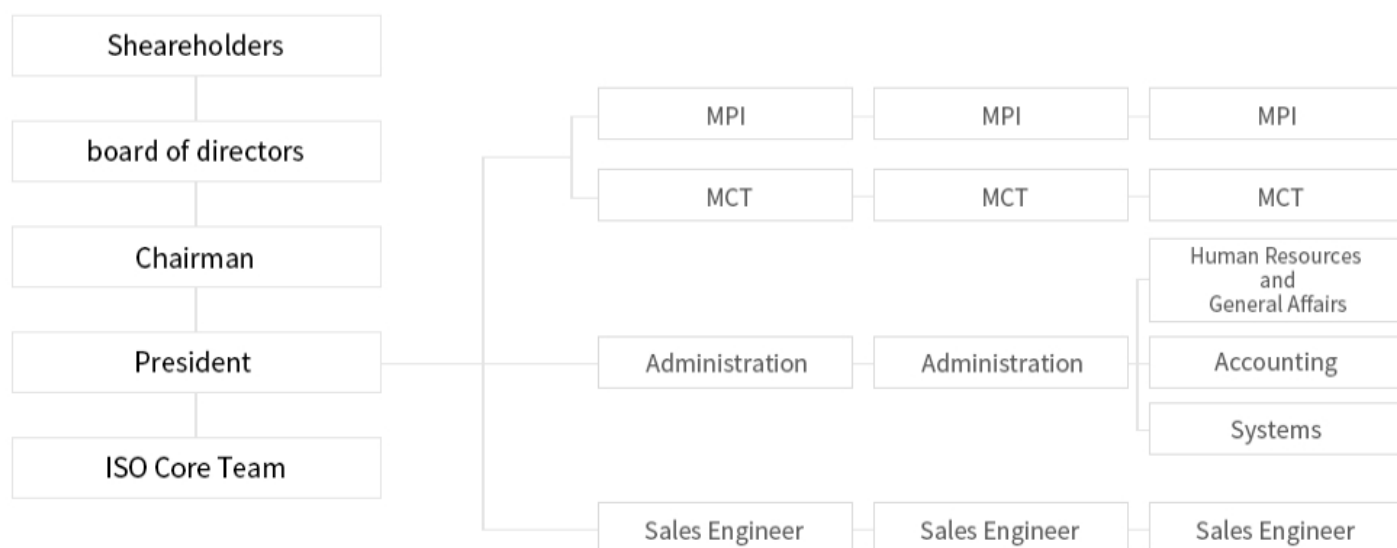 Sheareholders
board of directors
Chairman
President
ISO Core Team
MPI
MPI
MPI
MCT
MCT
MCT
Human Resources
and
General Affairs
Administration
Administration
Accounting
Systems
Sales Engineer
Sales Engineer
Sales Engineer